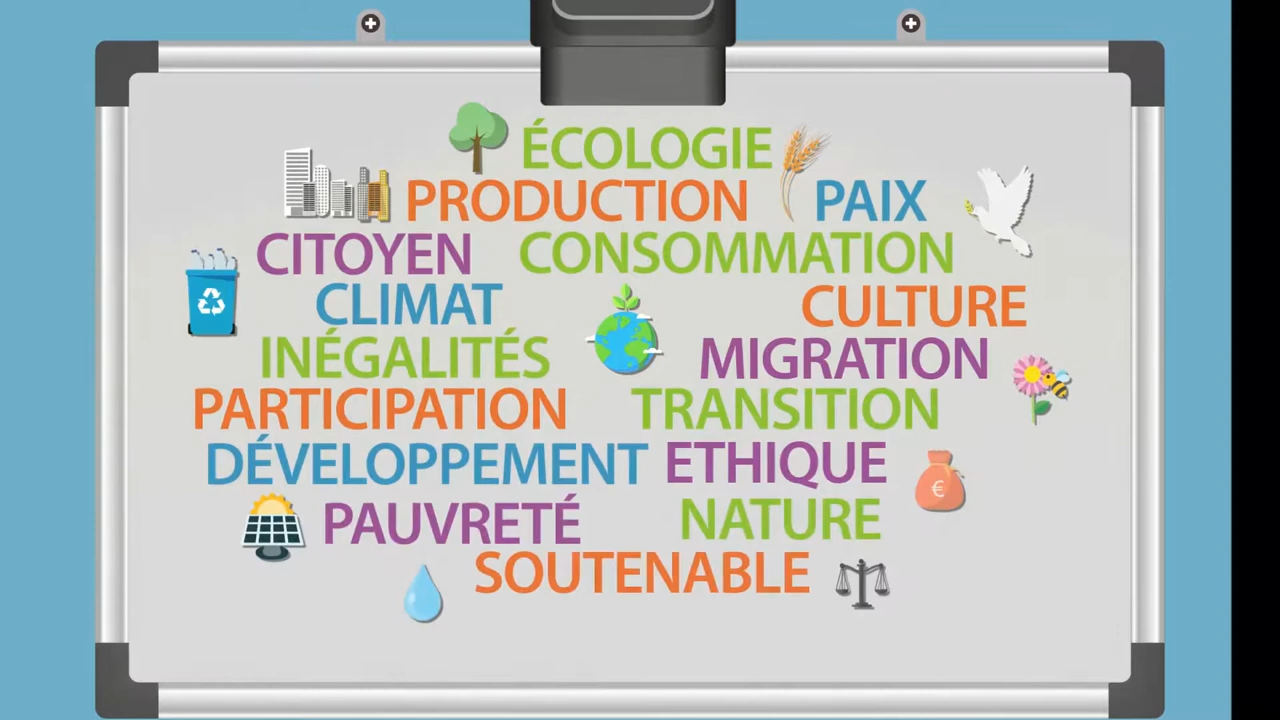 ÉCOLOGIE
PRODUCTION PAIX
CITOYEN CONSOMMATION
CLIMAT CULTURE
INÉGALITÉS MIGRATION
PARTICIPATION TRANSITION
DÉVELOPPEMENT ETHIQUE
€
PAUVRETÉ NATURE
SOUTENABLE